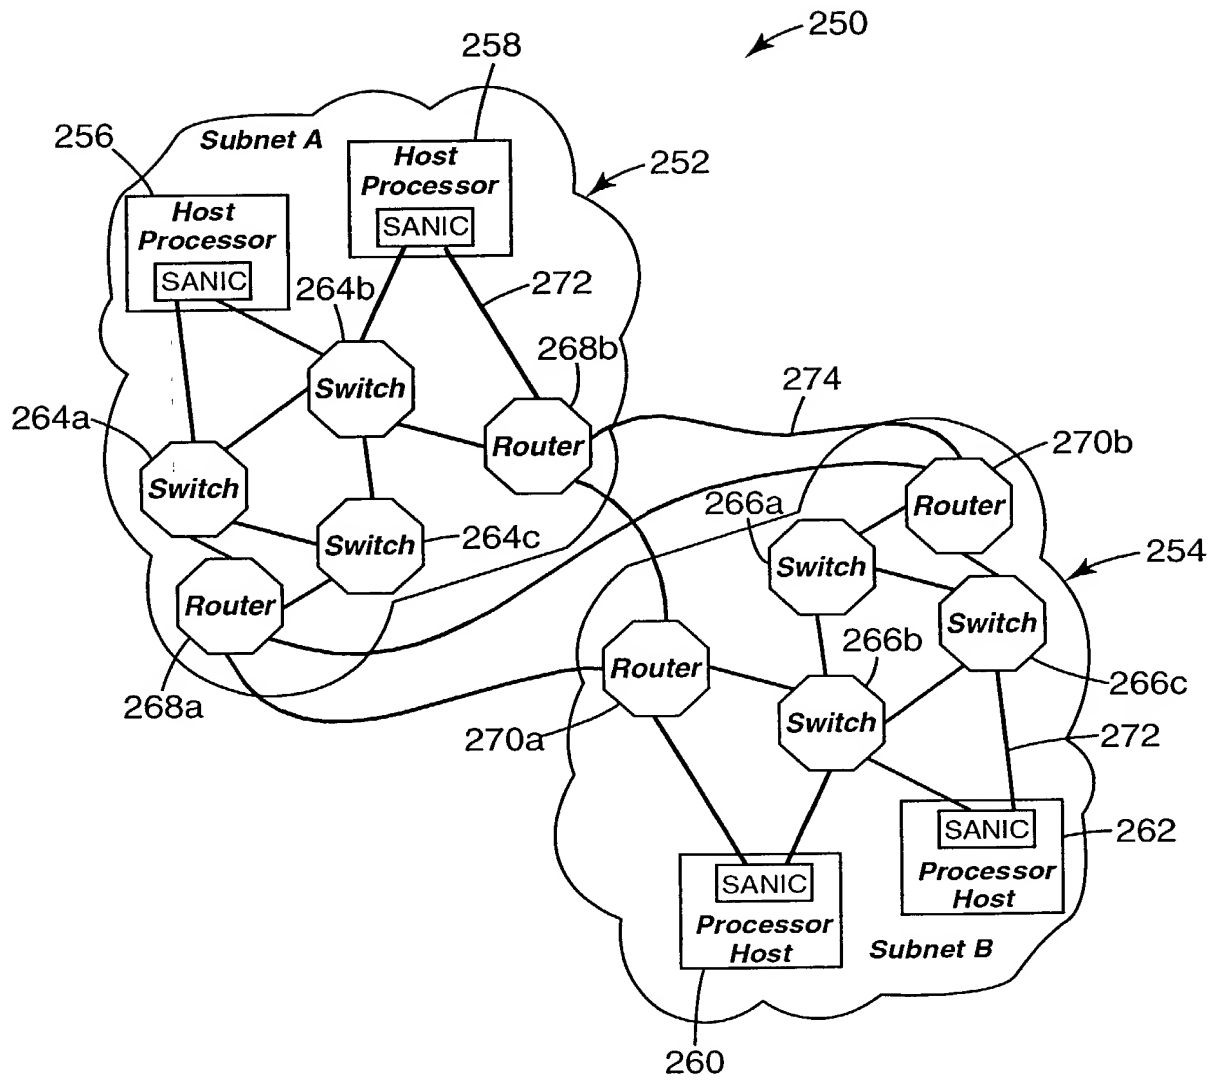 250
258
256
Subnet A
Host
Processor
SANIC
252
Host
Processor
SANIC
264b
272
268b
Switch
274
264a
Router
270b
Switch
266a
Router
Switch
264c
Switch
254
Router
Switch
266b
268a
Router
266c
Switch
270a
272
SANIC
262
Processor
Host
SANIC
Processor
Host
Subnet B
260